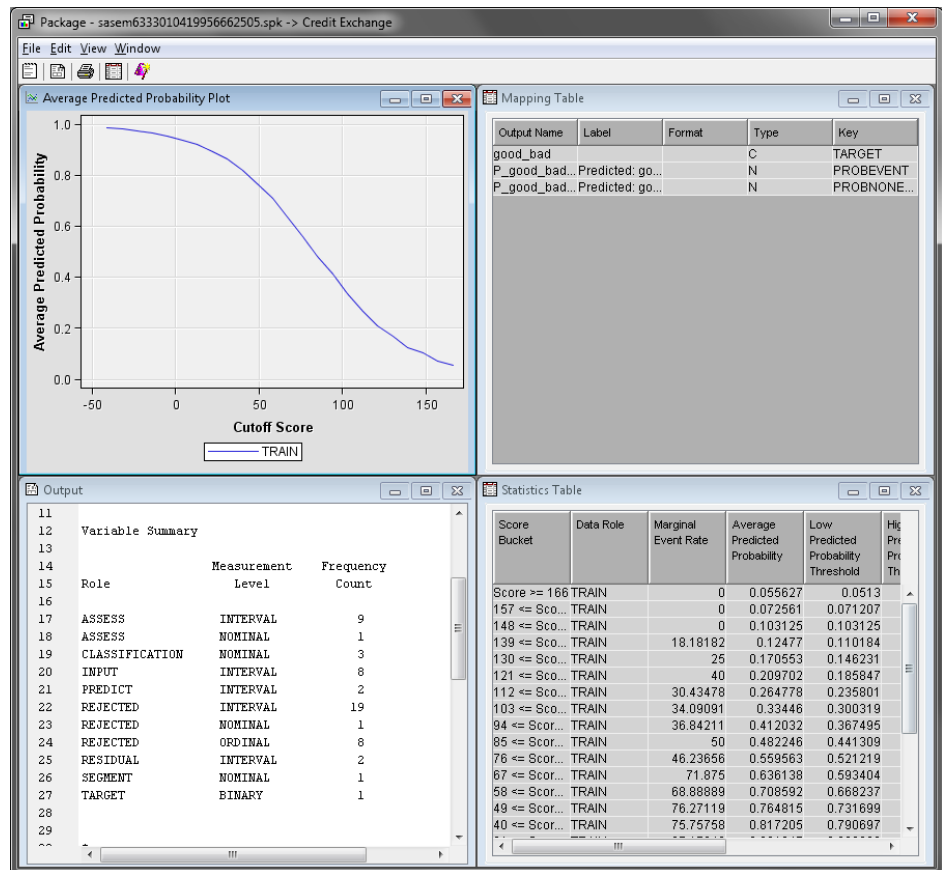 Package - sasem6333010419956662505.spk -> Credit Exchange
File Edit View Window
Average Predicted Probability Plot
1.0
0.8
0.6
0.4
0.2
0.0
Average Predicted Probability
-50 0 50 100 150
Cutoff Score
TRAIN
Mapping Table
Output Name Label Format Type Key
good_bad C TARGET
P_good_bad... Predicted: go... N PROBEVENT
P_good_bad... Predicted: go... N PROBNONE...
Output
11
12 Variable Summary
13
14 Measurement Frequency
15 Role Level Count
16
17 ASSESS INTERVAL 9
18 ASSESS NOMINAL 1
19 CLASSIFICATION NOMINAL 3
20 INPUT INTERVAL 8
21 PREDICT INTERVAL 2
22 REJECTED INTERVAL 19
23 REJECTED NOMINAL 1
24 REJECTED ORDINAL 8
25 RESIDUAL INTERVAL 2
26 SEGMENT NOMINAL 1
27 TARGET BINARY 1
28
29
Statistics Table
Score Bucket Data Role Marginal Event Rate Average Predicted Probability Low Predicted Probability Threshold
Score >= 166 TRAIN 0 0.055627 0.0513
157 <= Sco... TRAIN 0 0.072561 0.071207
148 <= Sco... TRAIN 0 0.103125 0.103125
139 <= Sco... TRAIN 18.18182 0.12477 0.110184
130 <= Sco... TRAIN 25 0.170553 0.146231
121 <= Sco... TRAIN 40 0.209702 0.185847
112 <= Sco... TRAIN 30.43478 0.264778 0.235801
103 <= Sco... TRAIN 34.09091 0.33446 0.300319
94 <= Scor... TRAIN 36.84211 0.412032 0.367495
85 <= Scor... TRAIN 50 0.482246 0.441309
76 <= Scor... TRAIN 46.23656 0.559563 0.521219
67 <= Scor... TRAIN 71.875 0.636138 0.593404
58 <= Scor... TRAIN 68.88889 0.708592 0.668237
49 <= Scor... TRAIN 76.27119 0.764815 0.731699
40 <= Scor... TRAIN 75.75758 0.817205 0.790697